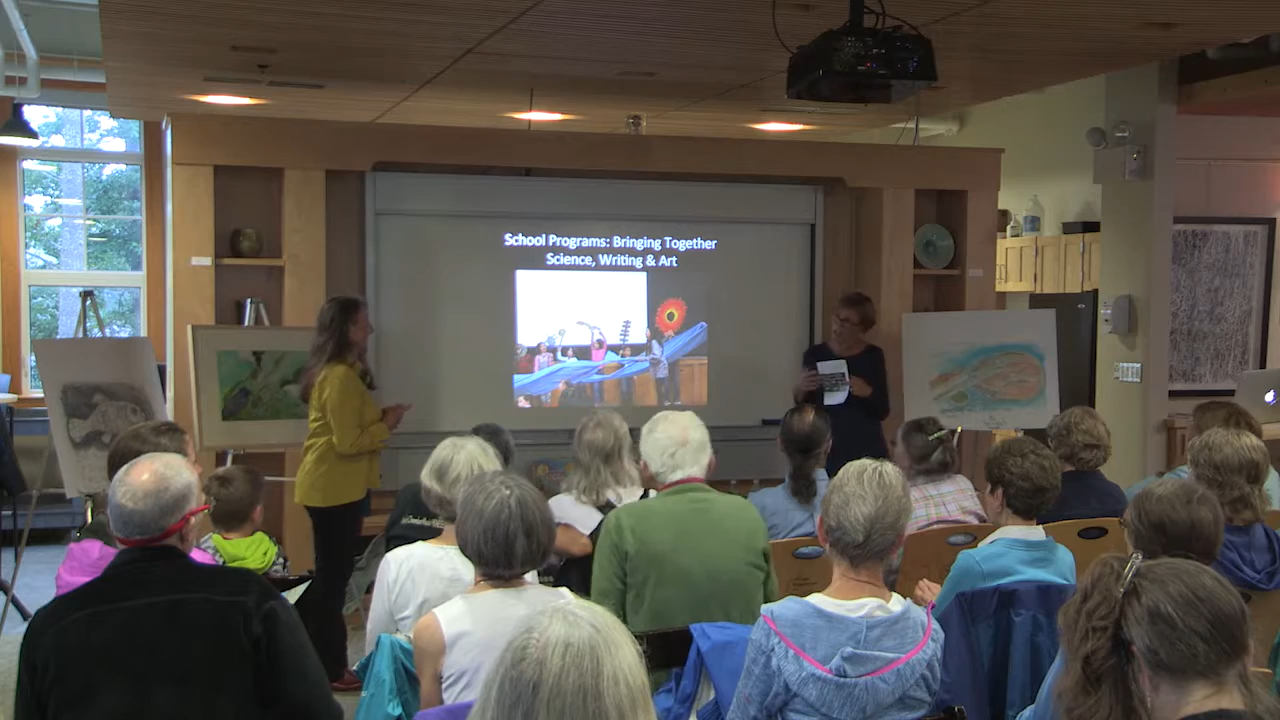 School Programs: Bringing Together
Science, Writing & Art